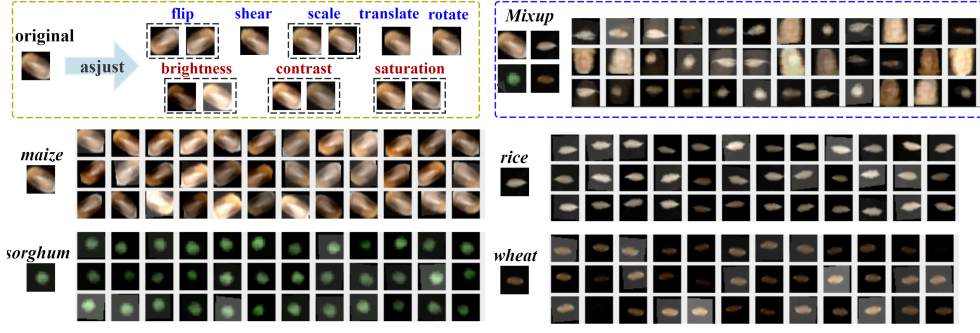 flip shear scale translate rotate
original
asjust
brightness contrast saturation
Mixup
maize
rice
sorghum
wheat